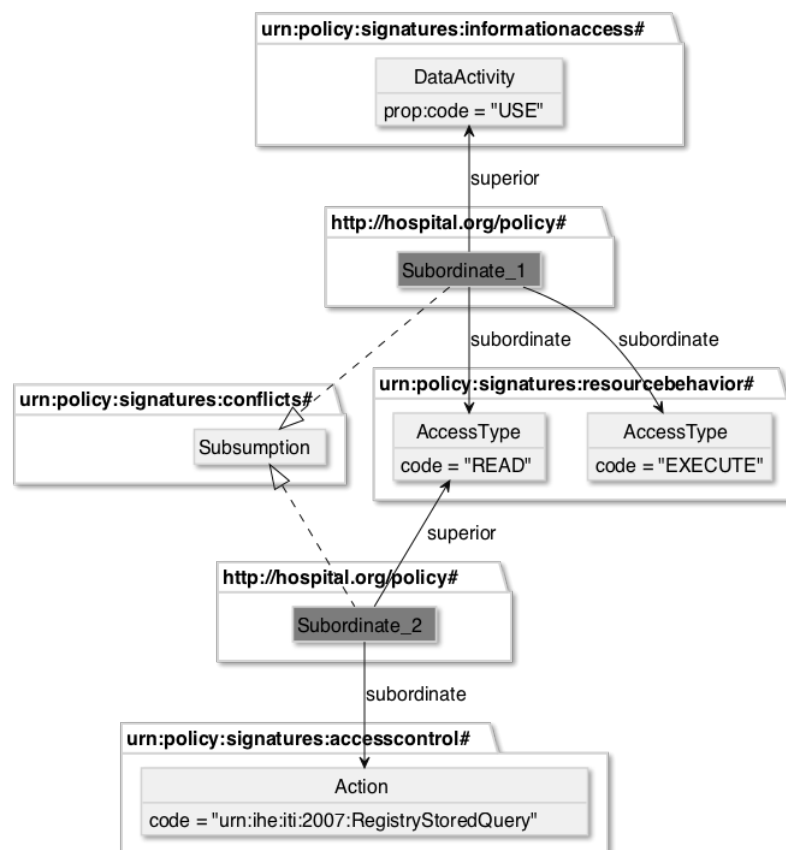 urn:policy:signatures:informationaccess#
DataActivity
prop:code = "USE"
superior
http://hospital.org/policy#
Subordinate_1
subordinate
subordinate
urn:policy:signatures:conflicts#
Subsumption
urn:policy:signatures:resourcebehavior#
AccessType
code = "READ"
AccessType
code = "EXECUTE"
superior
http://hospital.org/policy#
Subordinate_2
subordinate
urn:policy:signatures:accesscontrol#
Action
code = "urn:ihe:iti:2007:RegistryStoredQuery"